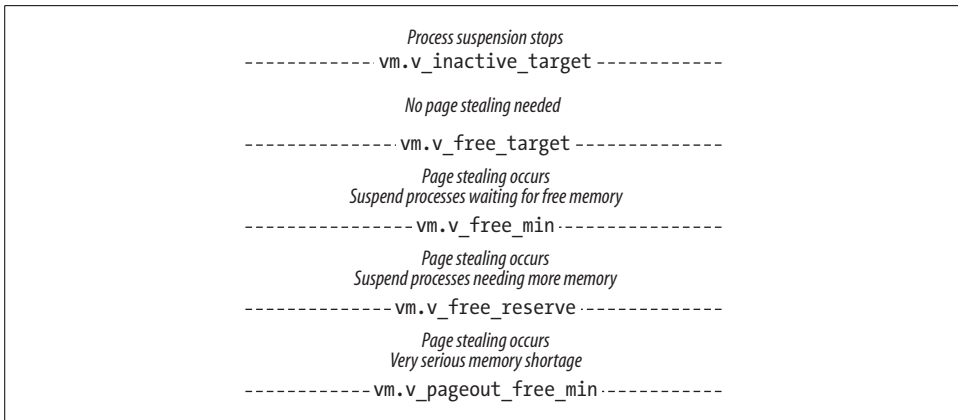 Process suspension stops
vm.v_inactive_target
No page stealing needed
vm.v_free_target
Page stealing occurs
Suspend processes waiting for free memory
vm.v_free_min
Page stealing occurs
Suspend processes needing more memory
vm.v_free_reserve
Page stealing occurs
Very serious memory shortage
vm.v_pageout_free_min